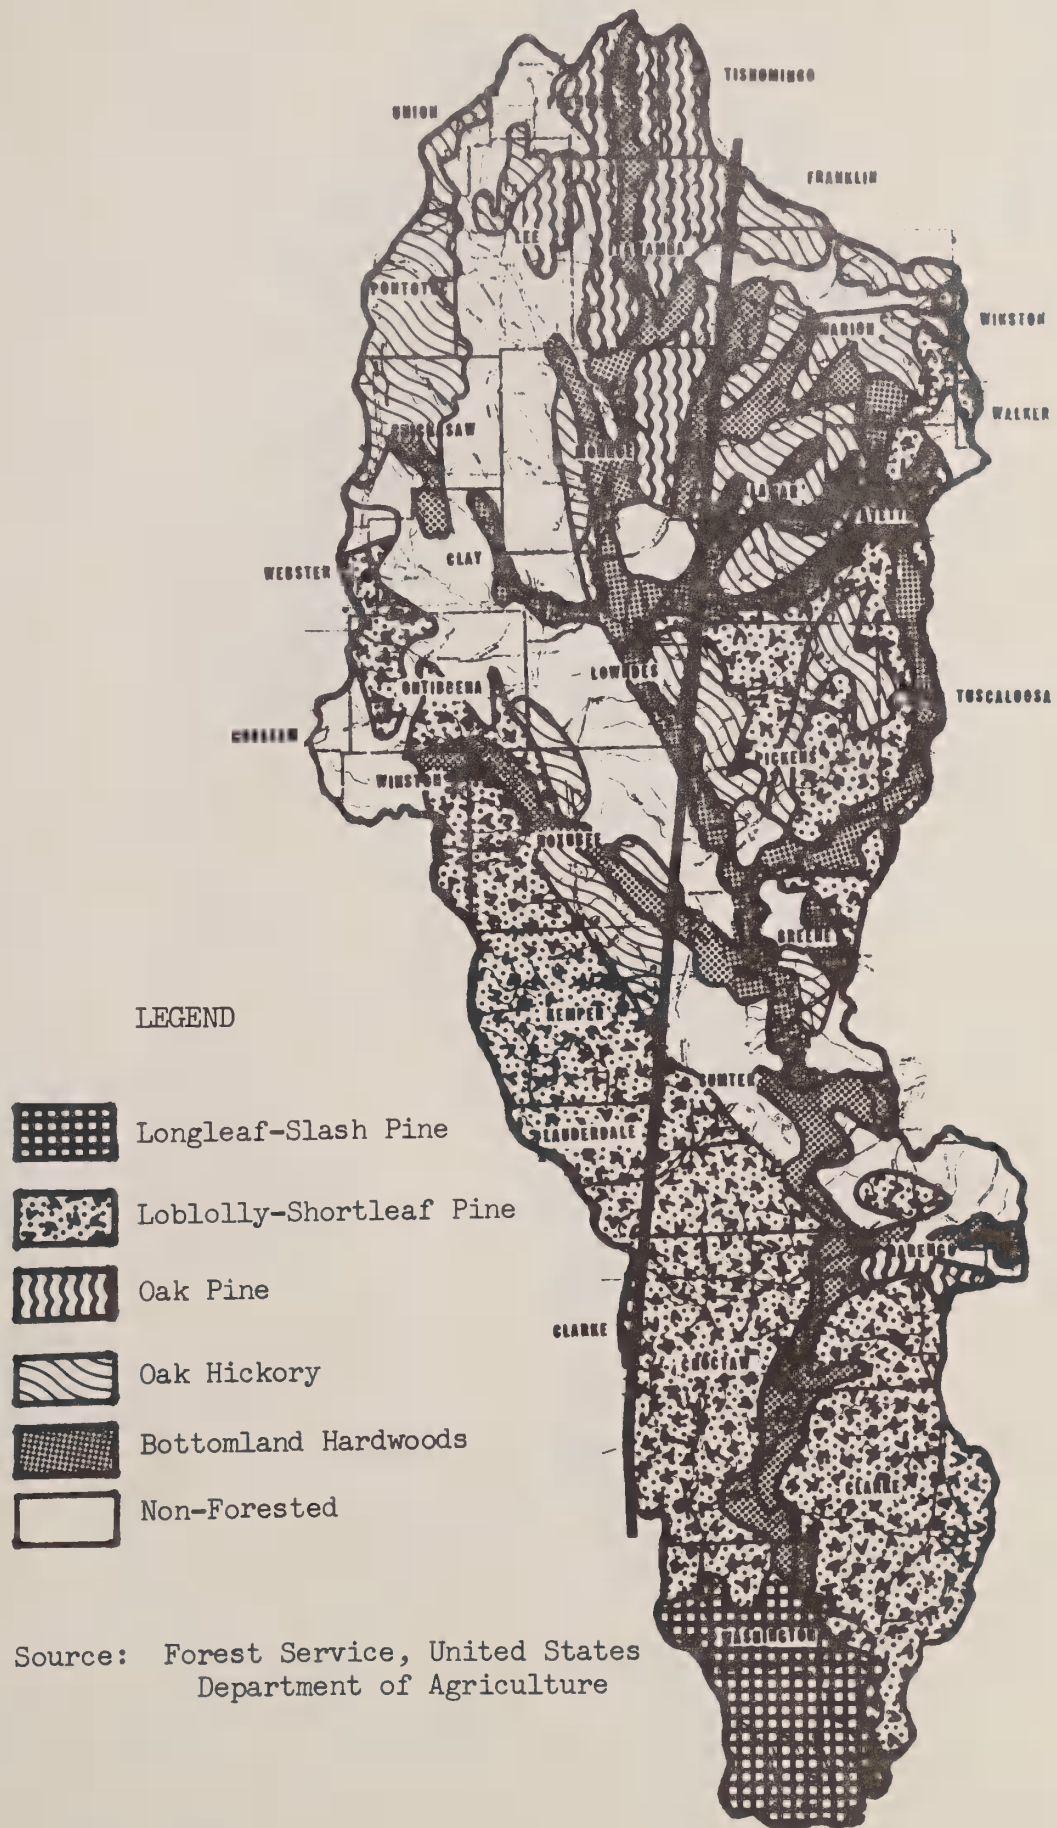 TISHOMINGO
UNION
FRANKLIN
LEE
ITAWAMBA
PONTOTOC
WINSTON
MARION
WALKER
CHICKASAW
MONROE
LAMAR
FAYETTE
CLAY
WEBSTER
LOWNDES
OKTIBBEHA
TUSCALOOSA
WINSTON
PICKENS
NOXUBEE
GREENE
KEMPER
SUMTER
LAUDERDALE
MARENGO
CLARKE
CHOCTAW
CLARKE
WASHINGTON
LEGEND
Longleaf-Slash Pine
Loblolly-Shortleaf Pine
Oak Pine
Oak Hickory
Bottomland Hardwoods
Non-Forested
Source: Forest Service, United States
Department of Agriculture